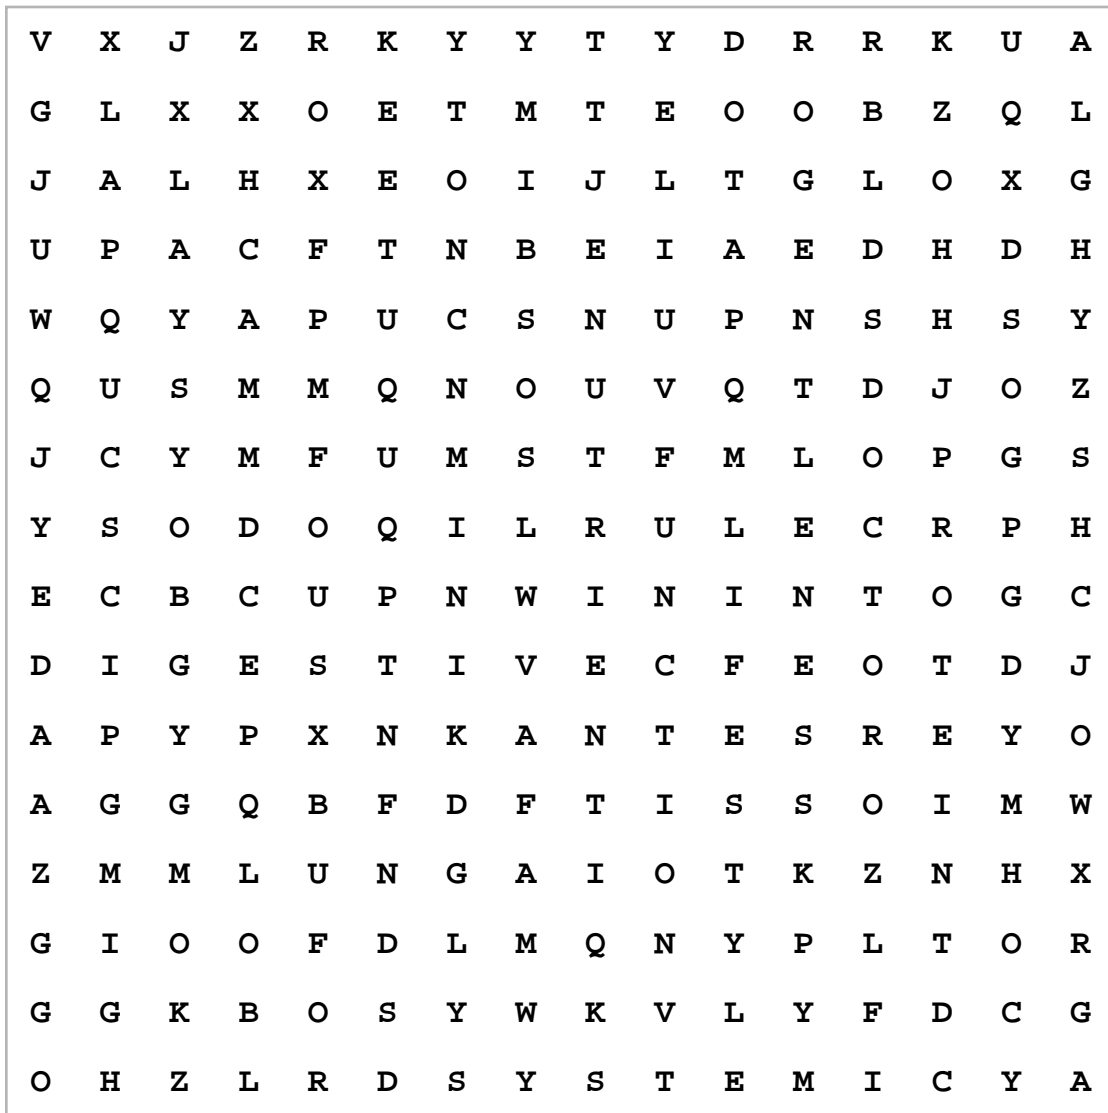 V X J Z R K Y Y T Y D R R K U A
G L X X O E T M T E O O B Z Q L
J A L H X E O I J L T G L O X G
U P A C F T N B E I A E D H D H
W Q Y A P U C S N U P N S H S Y
Q U S M M Q N O U V Q T D J O Z
J C Y M F U M S T F M L O P G S
Y S O D O Q I L R U L E C R P H
E C B C U P N W I N I N T O G C
D I G E S T I V E C F E O T D J
A P Y P X N K A N T E S R E Y O
A G G Q B F D F T I S S O I M W
Z M M L U N G A I O T K Z N H X
G I O O F D L M Q N Y P L T O R
G G K B O S Y W K V L Y F D C G
O H Z L R D S Y S T E M I C Y A